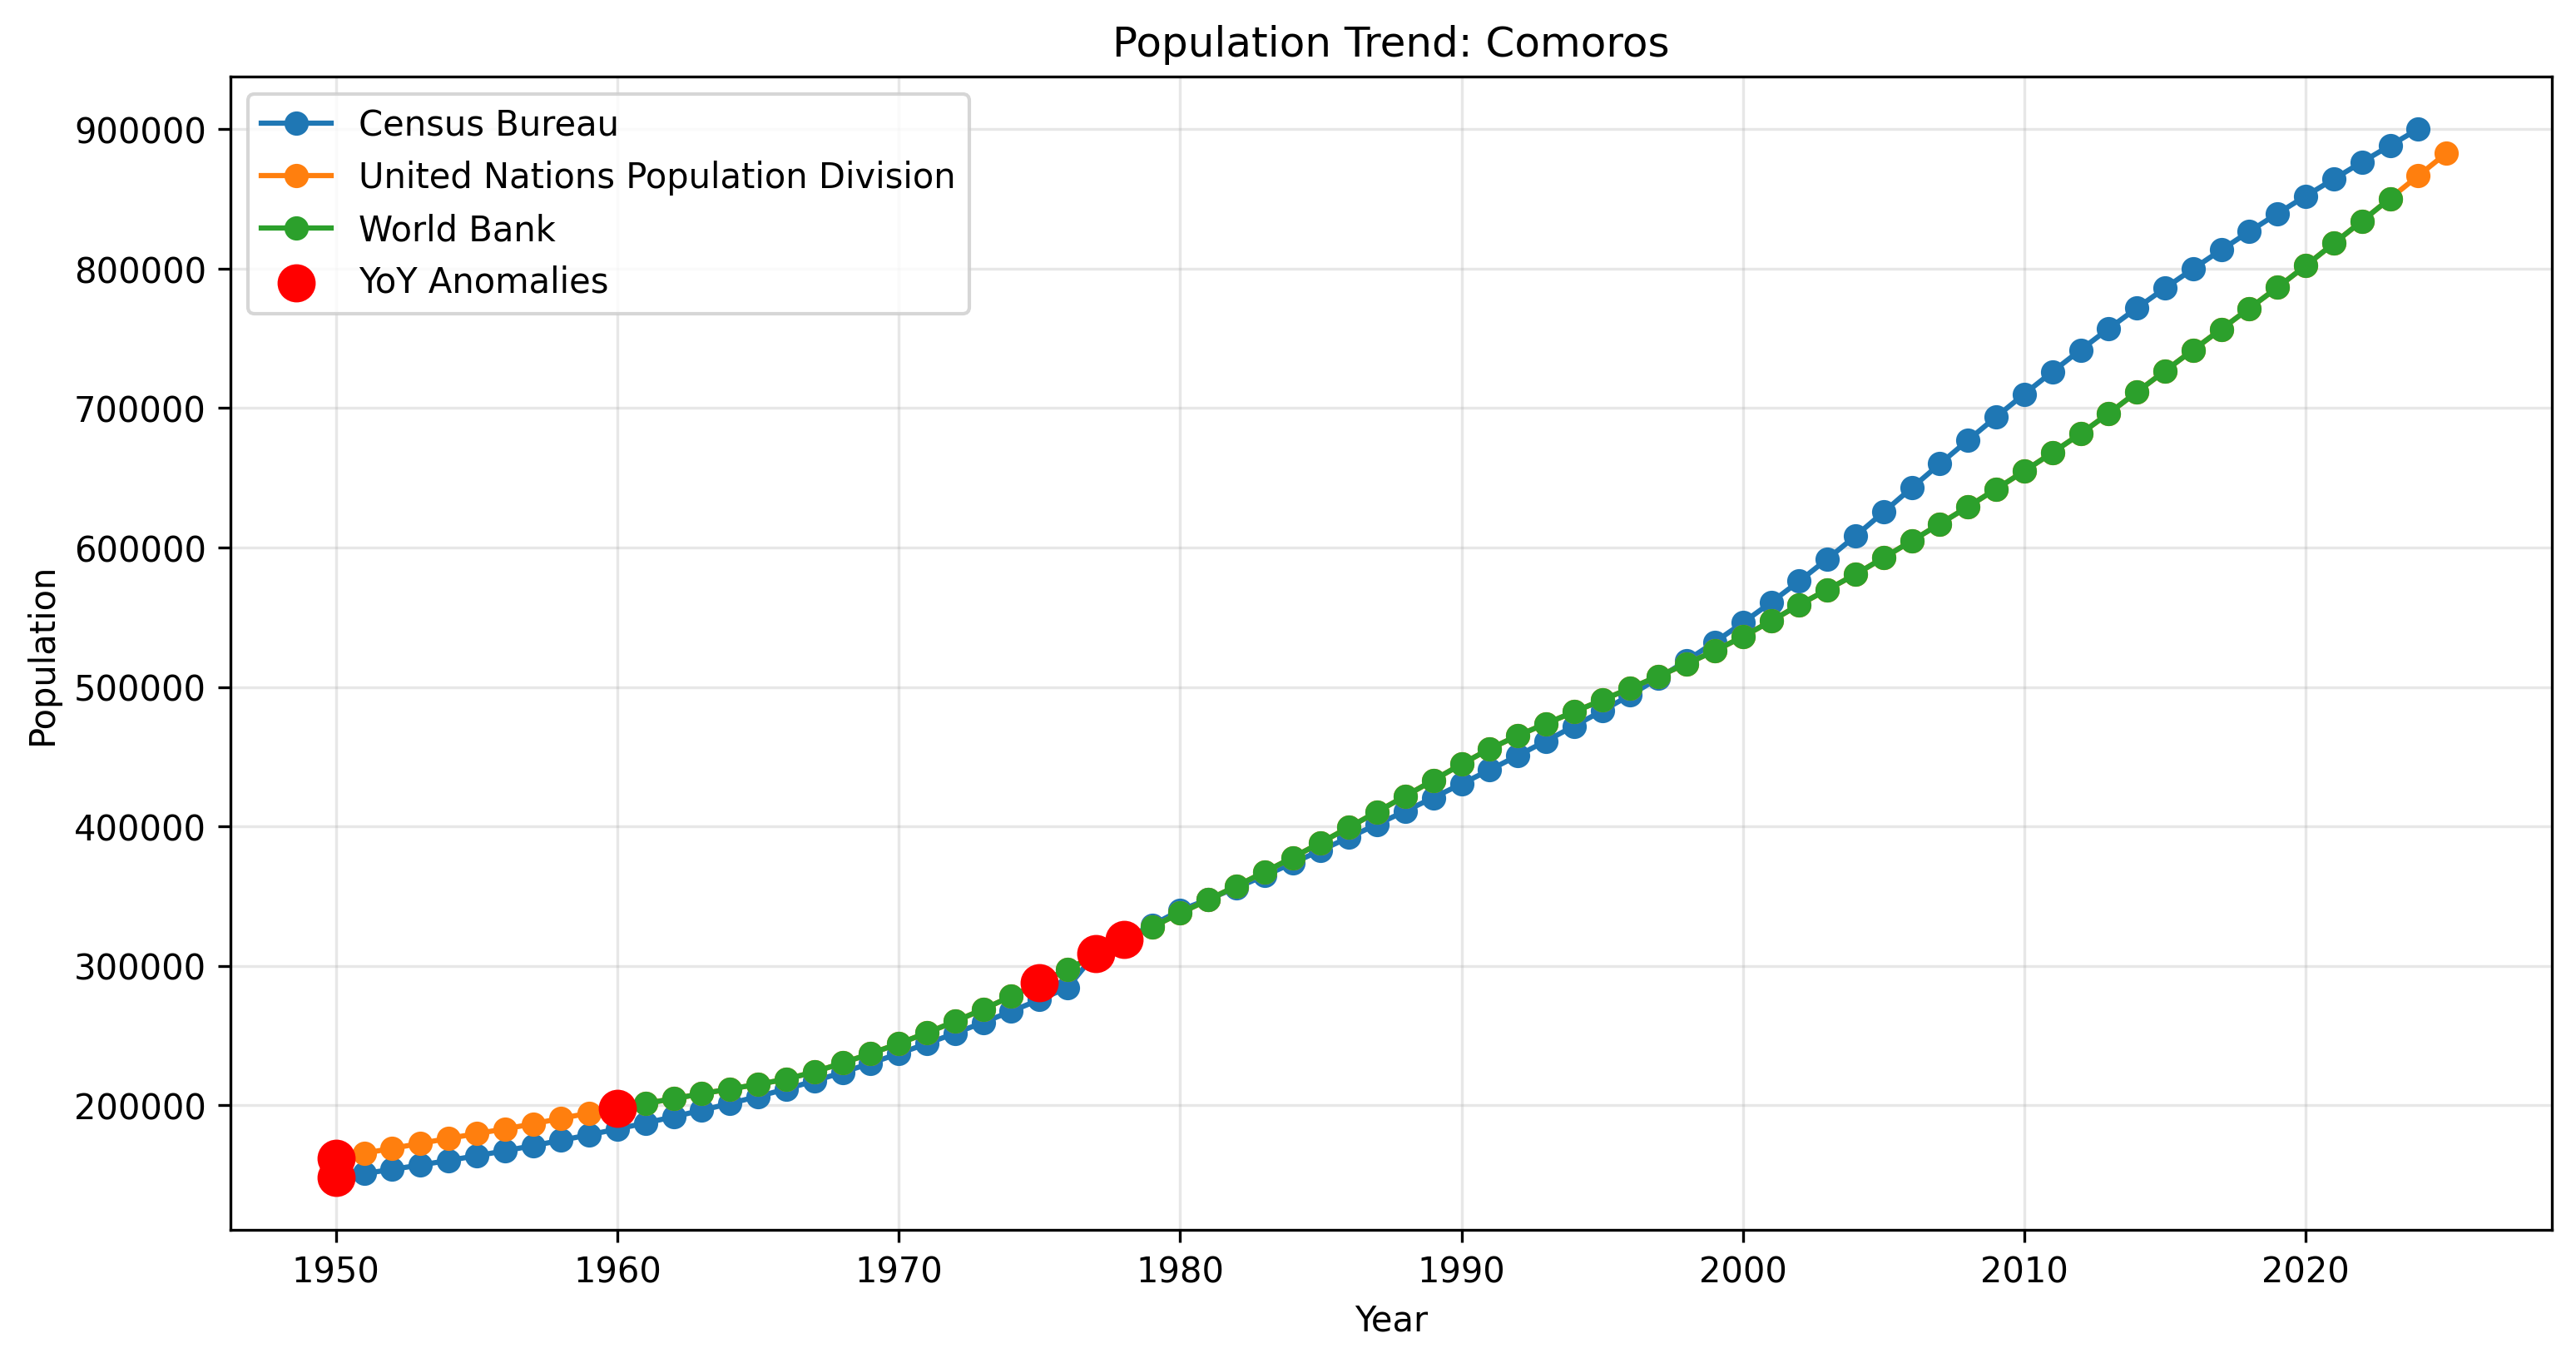 Population Trend: Comoros
Census Bureau
United Nations Population Division
World Bank
YoY Anomalies
Population
900000
800000
700000
600000
500000
400000
300000
200000
1950 1960 1970 1980 1990 2000 2010 2020
Year